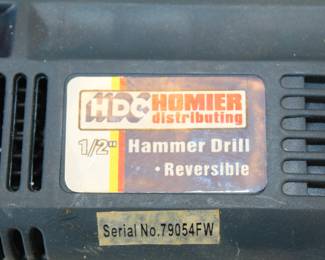 HDC HOMIER
distributing
1/2" Hammer Drill
• Reversible
Serial No.79054FW